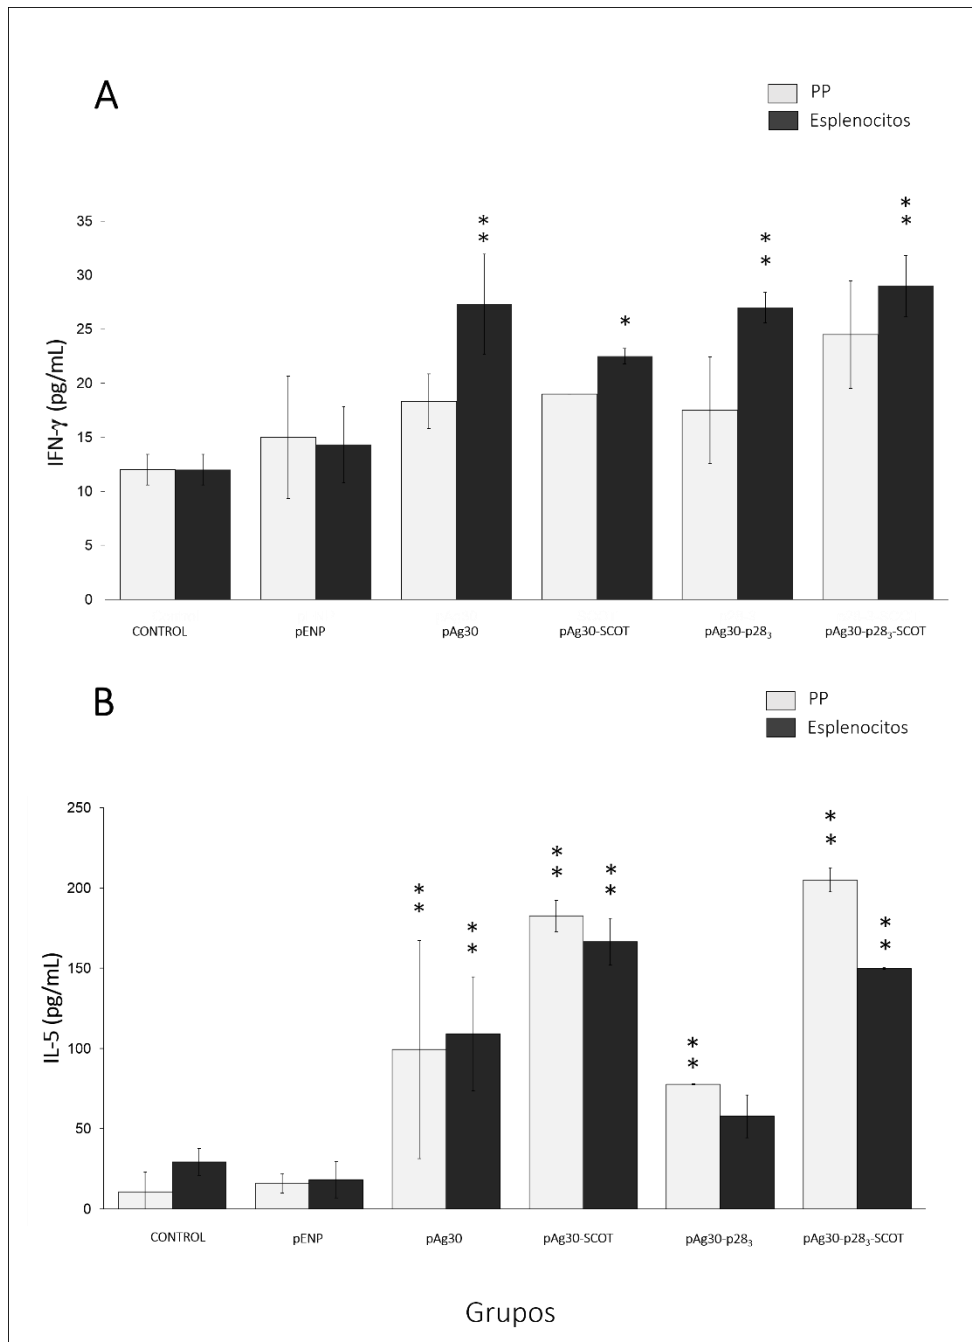 A
PP
Esplenocitos
IFN-γ (pg/mL)
35
30
25
20
15
10
5
0
* *
*
* *
* *
CONTROL pENP pAg30 pAg30-SCOT pAg30-p28₃ pAg30-p28₃-SCOT
B
PP
Esplenocitos
IL-5 (pg/mL)
250
200
150
100
50
0
* *
* *
* *
* *
* *
* *
* *
CONTROL pENP pAg30 pAg30-SCOT pAg30-p28₃ pAg30-p28₃-SCOT
Grupos